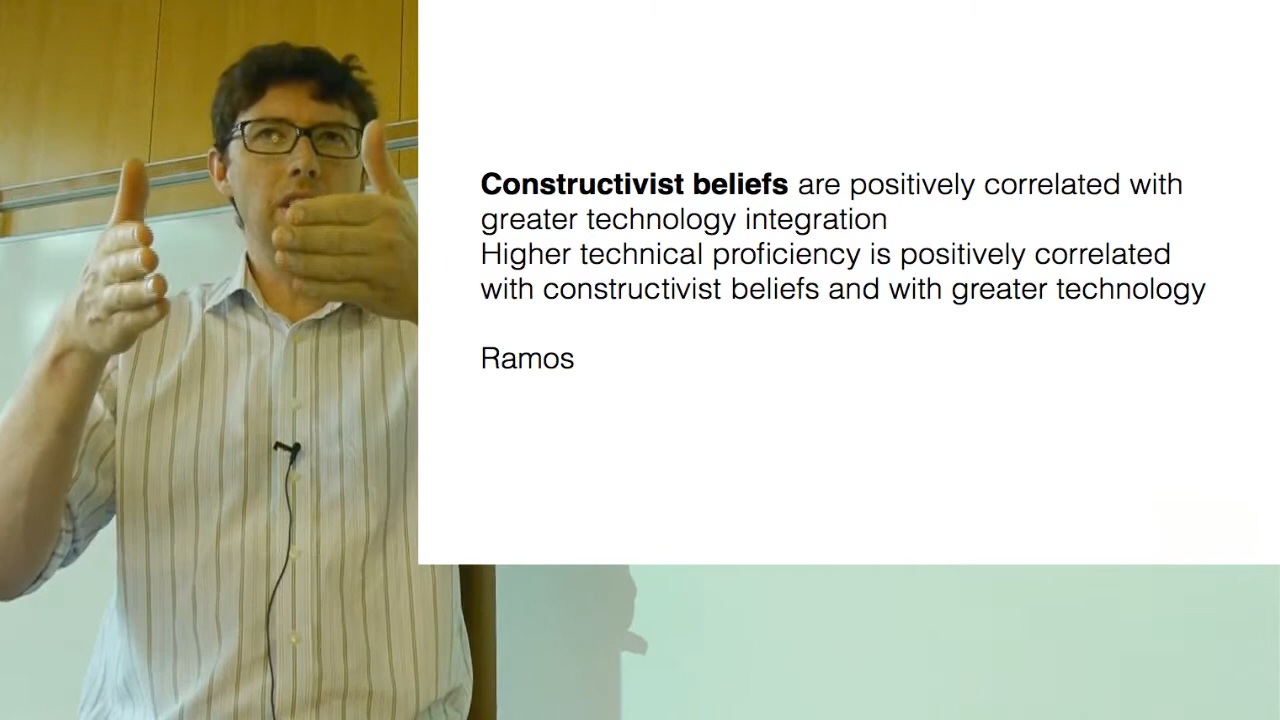 Constructivist beliefs are positively correlated with
greater technology integration
Higher technical proficiency is positively correlated
with constructivist beliefs and with greater technology
Ramos